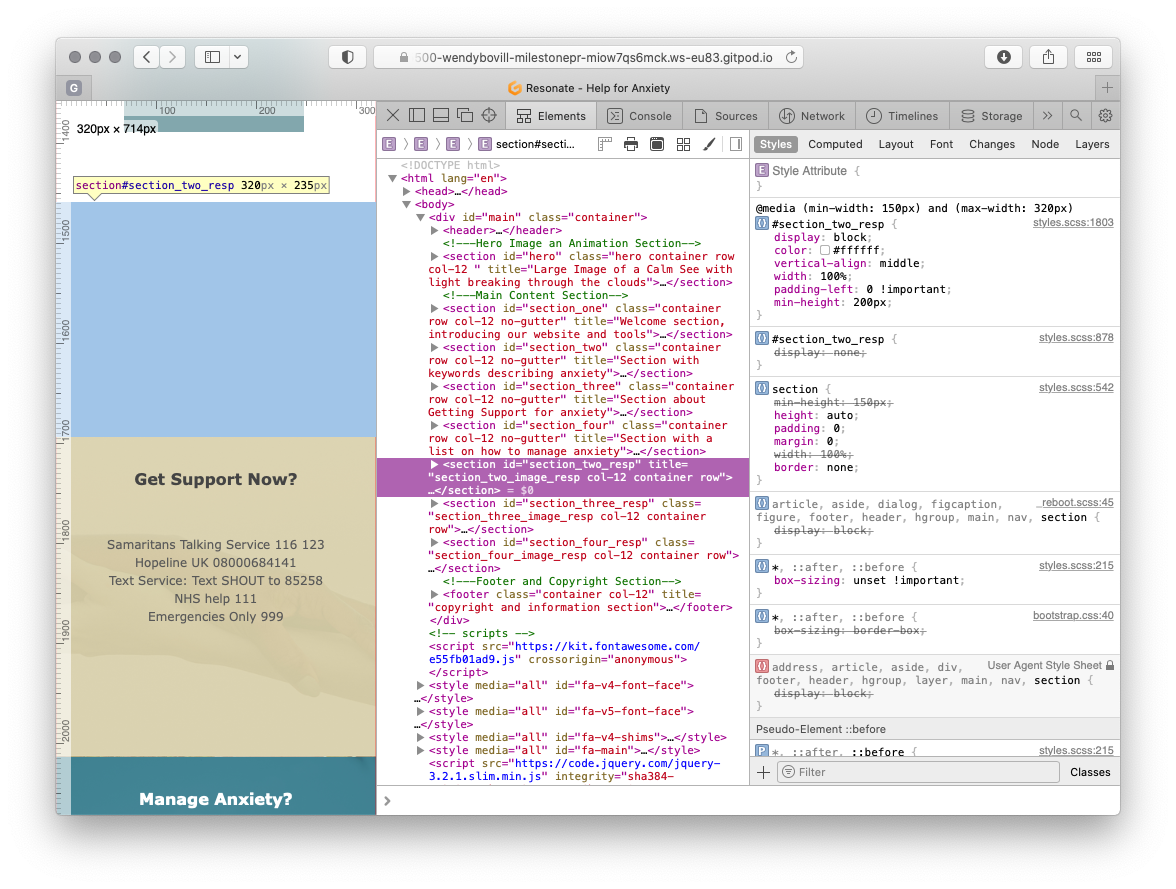 500-wendybovill-milestonepr-miow7qs6mck.ws-eu83.gitpod.io
G
Resonate - Help for Anxiety
100
200
300
320px × 714px
1400
1500
1600
1700
1800
1900
2000
section#section_two_resp 320px × 235px
Get Support Now?
Samaritans Talking Service 116 123
Hopeline UK 08000684141
Text Service: Text SHOUT to 85258
NHS help 111
Emergencies Only 999
Manage Anxiety?
Elements
Console
Sources
Network
Timelines
Storage
E
E
E
E section#secti...
<!DOCTYPE html>
<html lang="en">
<head>…</head>
<body>
<div id="main" class="container">
<header>…</header>
<!---Hero Image an Animation Section-->
<section id="hero" class="hero container row
col-12 " title="Large Image of a Calm See with
light breaking through the clouds">…</section>
<!---Main Content Section-->
<section id="section_one" class="container
row col-12 no-gutter" title="Welcome section,
introducing our website and tools">…</section>
<section id="section_two" class="container
row col-12 no-gutter" title="Section with
keywords describing anxiety">…</section>
<section id="section_three" class="container
row col-12 no-gutter" title="Section about
Getting Support for anxiety">…</section>
<section id="section_four" class="container
row col-12 no-gutter" title="Section with a
list on how to manage anxiety">…</section>
<section id="section_two_resp" title=
"section_two_image_resp col-12 container row">
…</section> = $0
<section id="section_three_resp" class=
"section_three_image_resp col-12 container
row">…</section>
<section id="section_four_resp" class=
"section_four_image_resp col-12 container row">
…</section>
<!---Footer and Copyright Section-->
<footer class="container col-12" title=
"copyright and information section">…</footer>
</div>
<!-- scripts -->
<script src="https://kit.fontawesome.com/
e55fb01ad9.js" crossorigin="anonymous">
</script>
<style media="all" id="fa-v4-font-face">
…</style>
<style media="all" id="fa-v5-font-face">
…</style>
<style media="all" id="fa-v4-shims">…</style>
<style media="all" id="fa-main">…</style>
<script src="https://code.jquery.com/jquery-
3.2.1.slim.min.js" integrity="sha384-
Styles
Computed
Layout
Font
Changes
Node
Layers
E Style Attribute {
}
@media (min-width: 150px) and (max-width: 320px)
#section_two_resp { styles.scss:1803
display: block;
color: #ffffff;
vertical-align: middle;
width: 100%;
padding-left: 0 !important;
min-height: 200px;
}
#section_two_resp { styles.scss:878
display: none;
}
section { styles.scss:542
min-height: 150px;
height: auto;
padding: 0;
margin: 0;
width: 100%;
border: none;
}
article, aside, dialog, figcaption, _reboot.scss:45
figure, footer, header, hgroup, main, nav, section {
display: block;
}
*, ::after, ::before { styles.scss:215
box-sizing: unset !important;
}
*, ::after, ::before { bootstrap.css:40
box-sizing: border-box;
}
address, article, aside, div, User Agent Style Sheet
footer, header, hgroup, layer, main, nav, section {
display: block;
}
Pseudo-Element ::before
P *, ::after, ::before { styles.scss:215
Filter
Classes